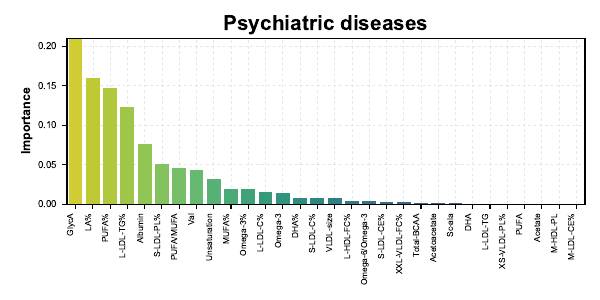 Psychiatric diseases
Importance
0.20
0.15
0.10
0.05
0.00
GlycA
LA%
PUFA%
L-LDL-TG%
Albumin
S-LDL-PL%
PUFA/MUFA
Val
Unsaturation
MUFA%
Omega-3%
L-LDL-C%
Omega-3
DHA%
S-LDL-C%
VLDL-size
L-HDL-FC%
Omega-6/Omega-3
S-LDL-CE%
XXL-VLDL-FC%
Total-BCAA
Acetoacetate
DHA
L-LDL-TG
XS-VLDL-PL%
PUFA
Acetate
M-HDL-PL
M-LDL-CE%